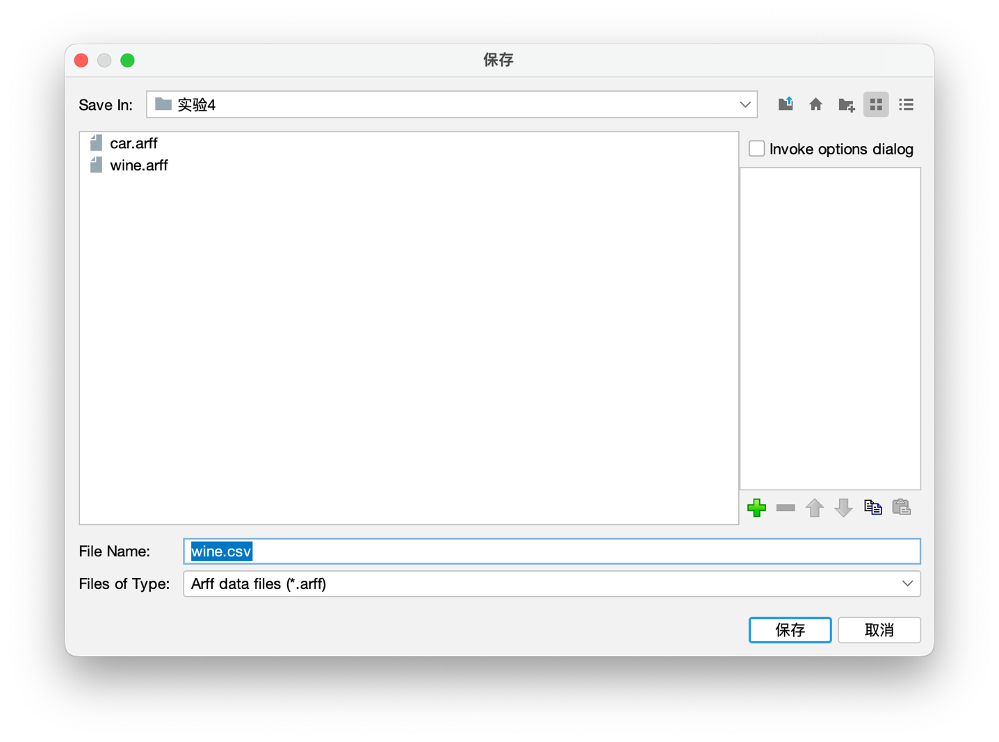 保存
Save In: 实验4
car.arff
wine.arff
Invoke options dialog
File Name: wine.csv
Files of Type: Arff data files (*.arff)
保存 取消